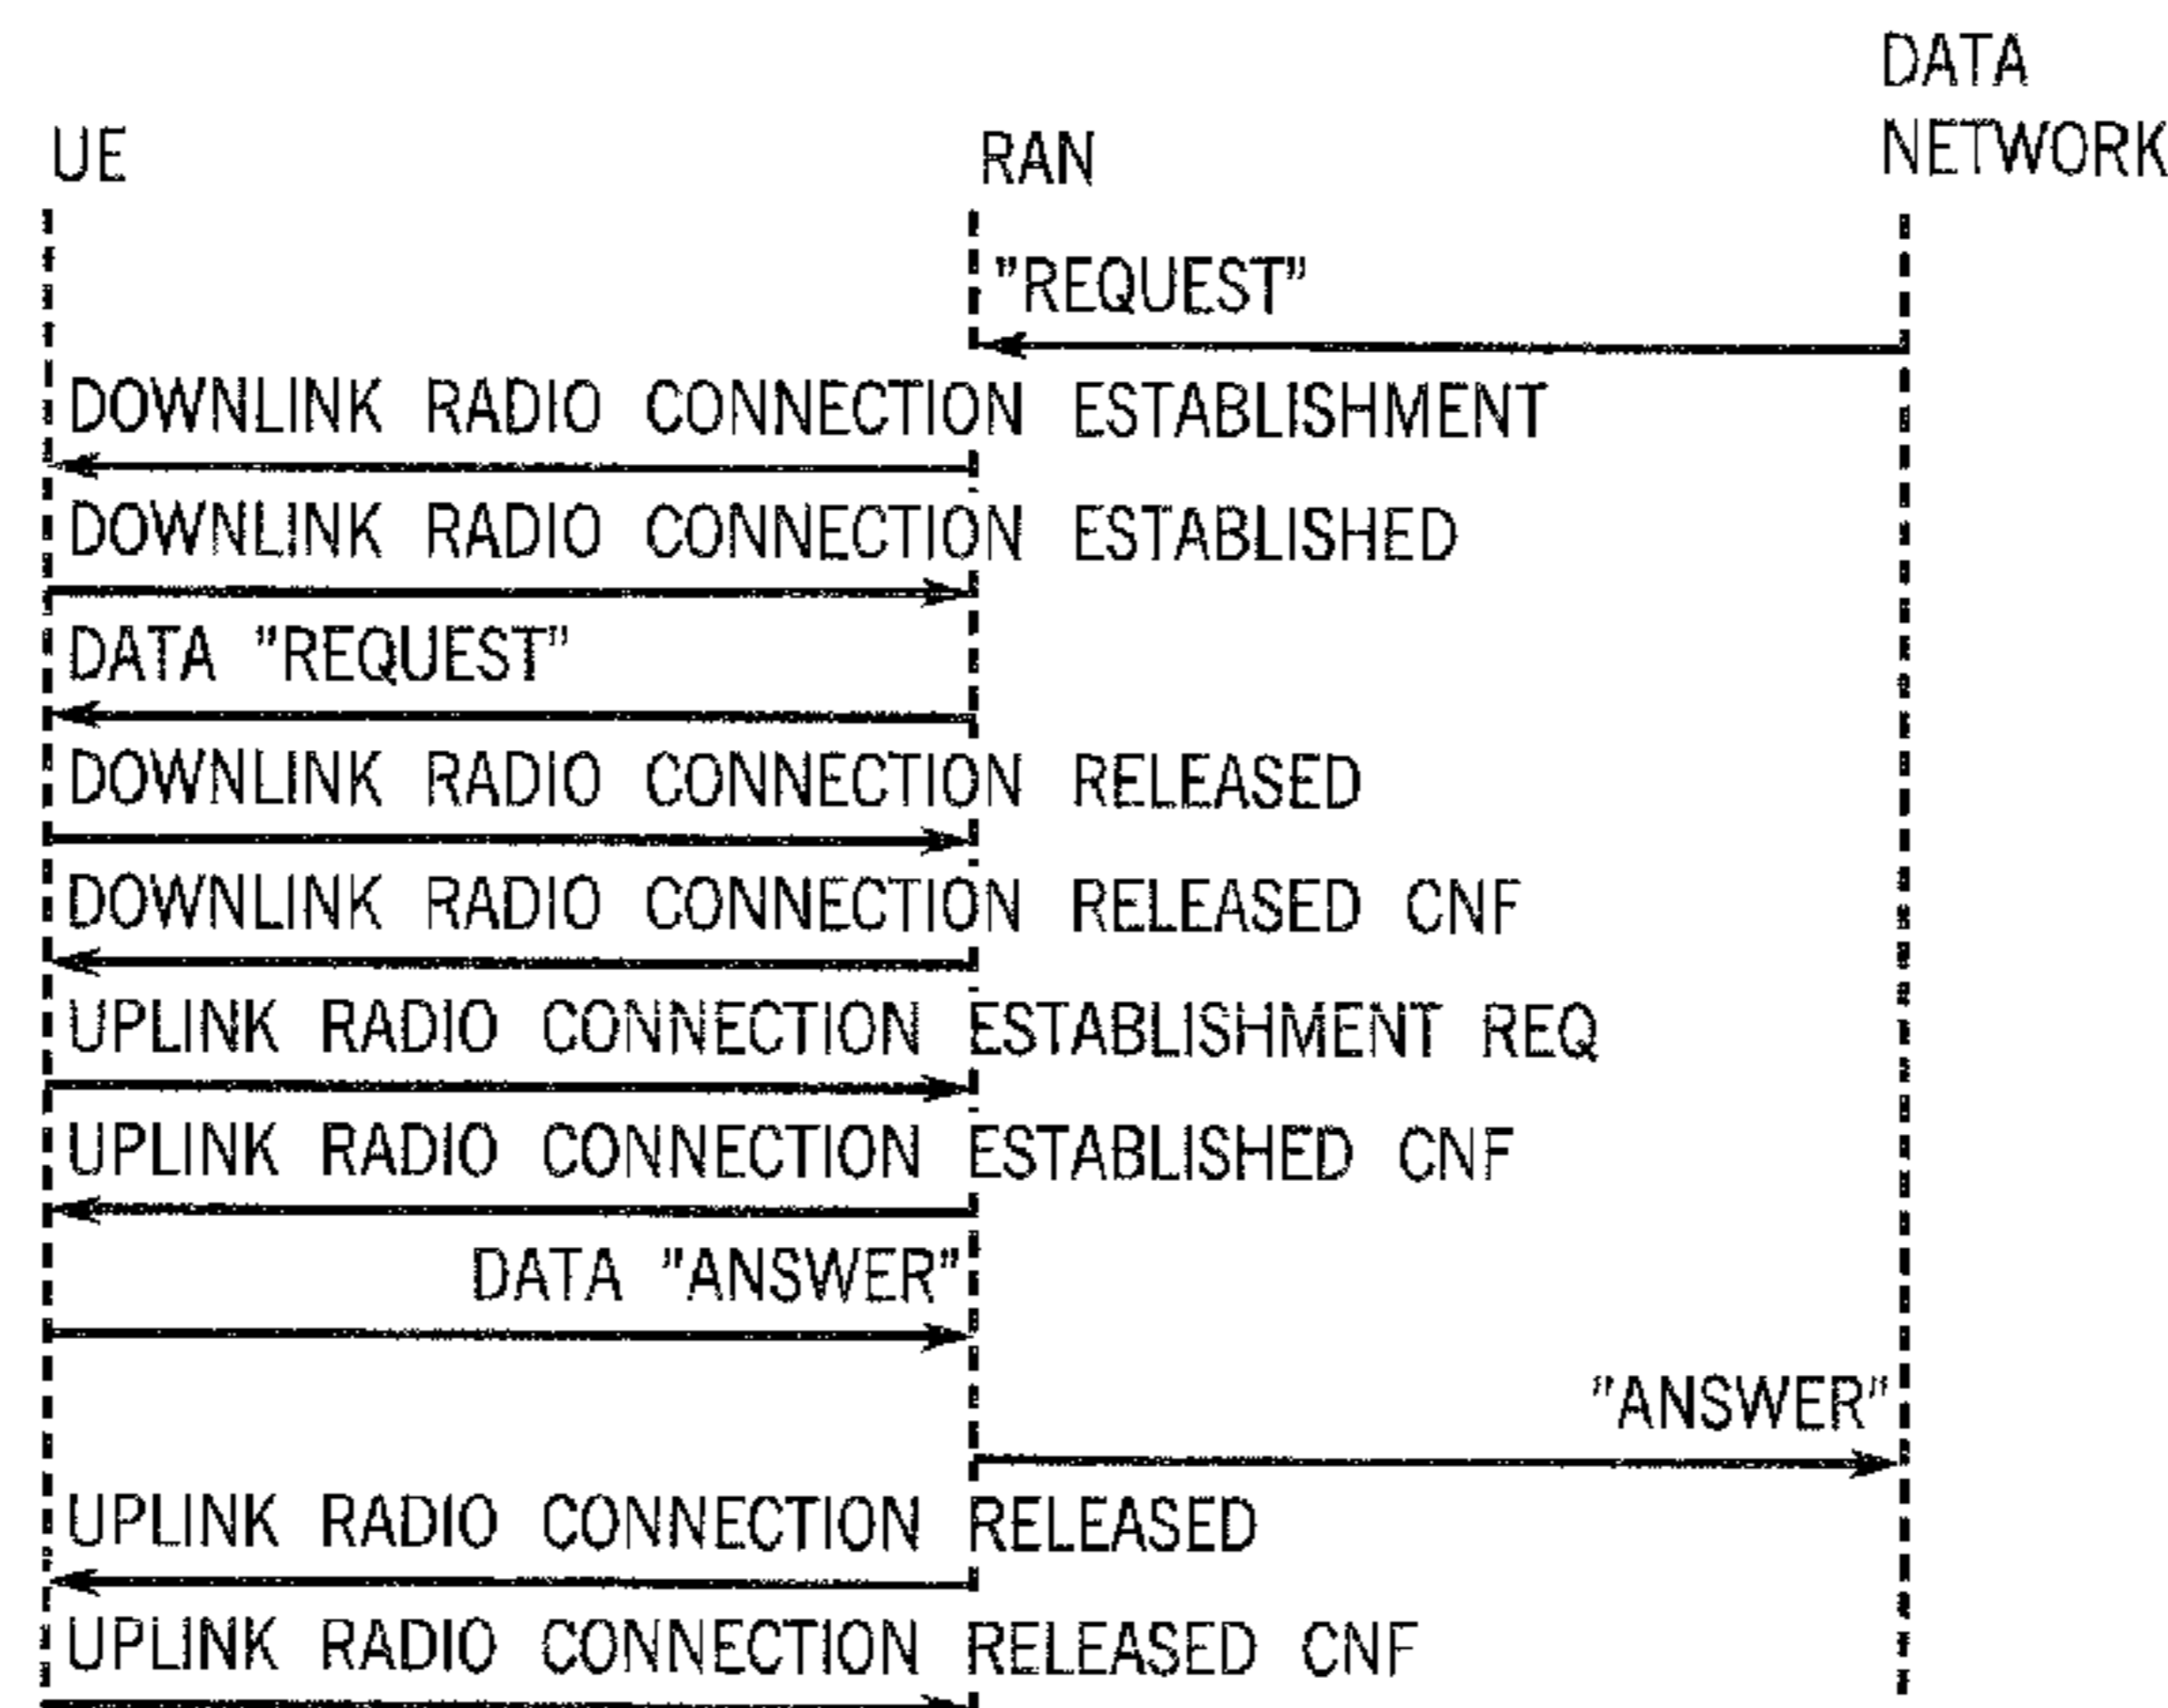 DATA
UE RAN NETWORK
"REQUEST"
DOWNLINK RADIO CONNECTION ESTABLISHMENT
DOWNLINK RADIO CONNECTION ESTABLISHED
DATA "REQUEST"
DOWNLINK RADIO CONNECTION RELEASED
DOWNLINK RADIO CONNECTION RELEASED CNF
UPLINK RADIO CONNECTION ESTABLISHMENT REQ
UPLINK RADIO CONNECTION ESTABLISHED CNF
DATA "ANSWER"
"ANSWER"
UPLINK RADIO CONNECTION RELEASED
UPLINK RADIO CONNECTION RELEASED CNF